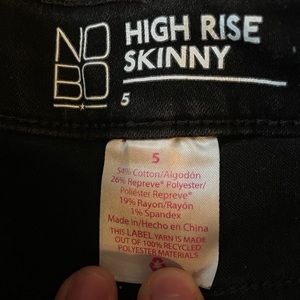 NO
BO
HIGH RISE
SKINNY
5
5
54% Cotton/Algodón
26% Repreve® Polyester/
Poliéster Repreve®
19% Rayon/Rayón
1% Spandex
Made in/Hecho en China
THIS LABEL YARN IS MADE
OUT OF 100% RECYCLED
POLYESTER MATERIALS